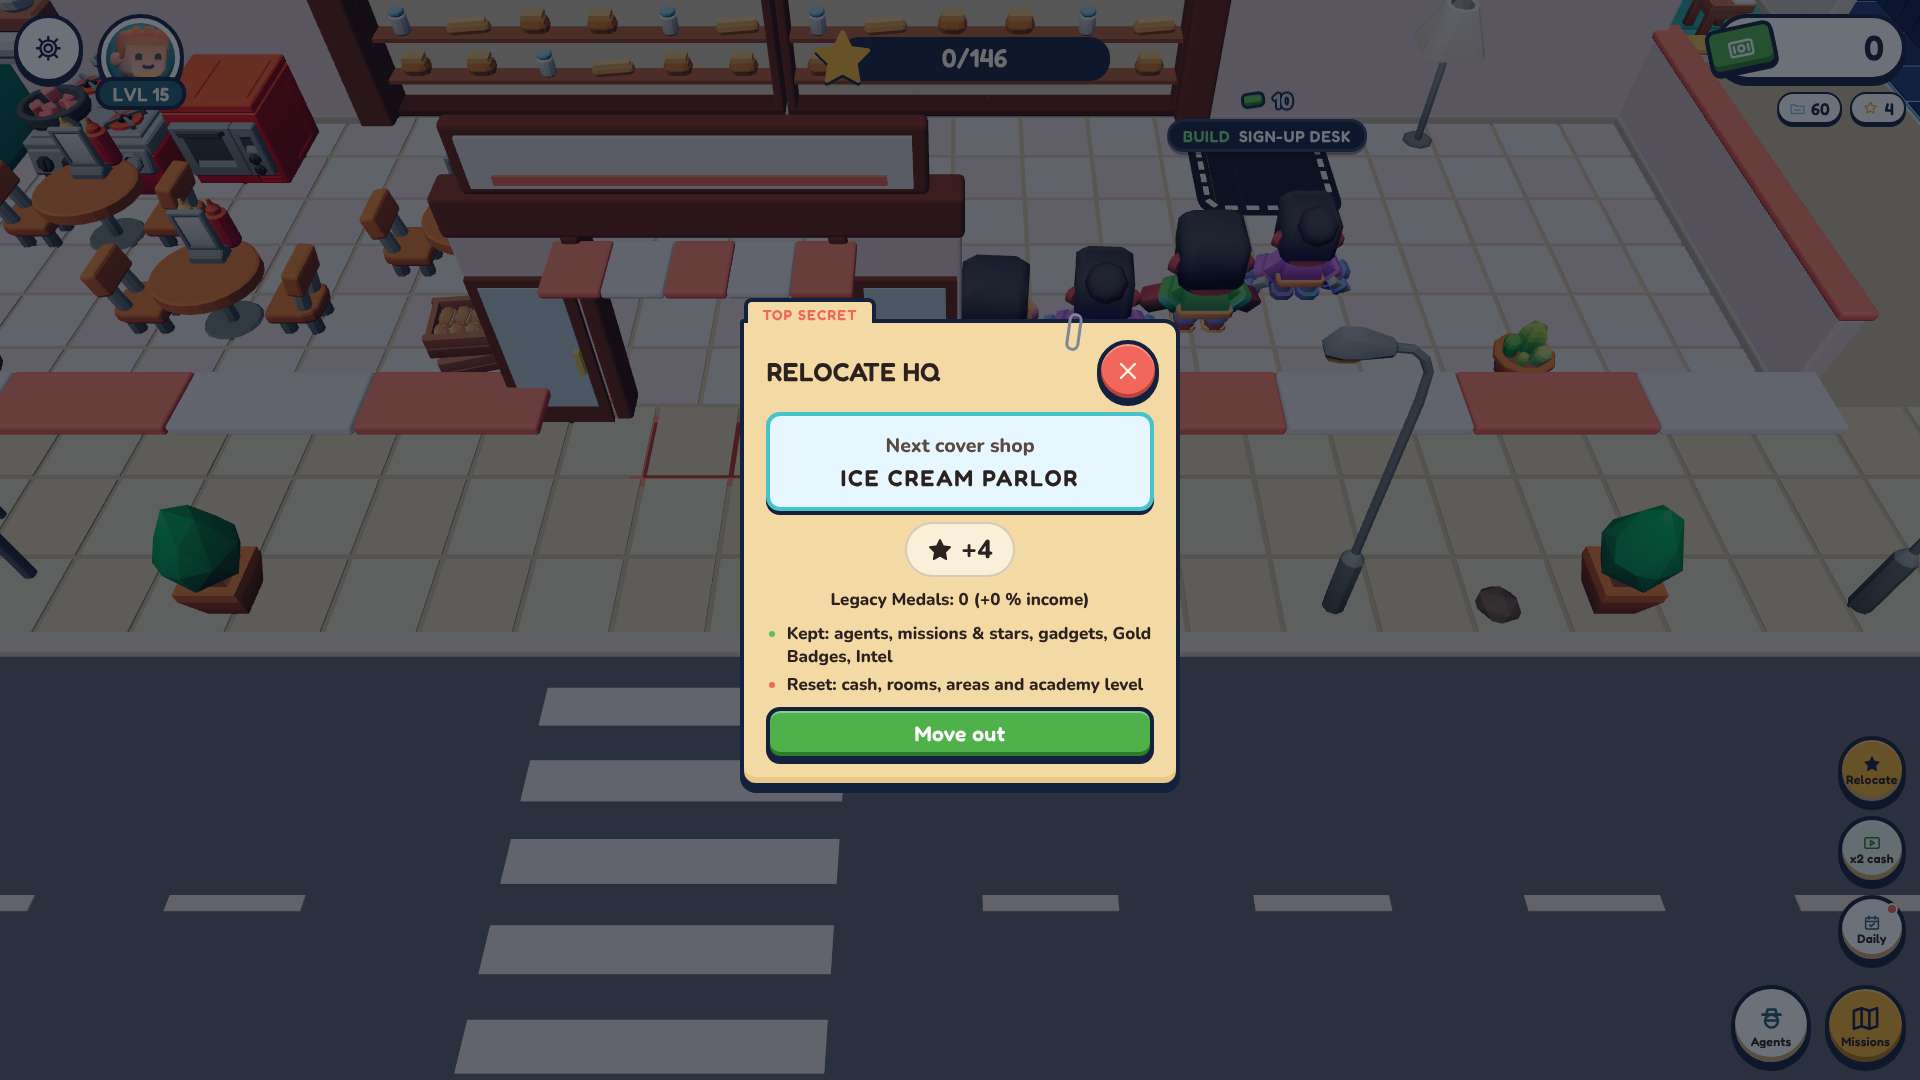 LVL 15
0/146
0
60
4
10
BUILD SIGN-UP DESK
TOP SECRET
RELOCATE HQ
Next cover shop
ICE CREAM PARLOR
+4
Legacy Medals: 0 (+0 % income)
Kept: agents, missions & stars, gadgets, Gold
Badges, Intel
Reset: cash, rooms, areas and academy level
Move out
Relocate
x2 cash
Daily
Agents
Missions